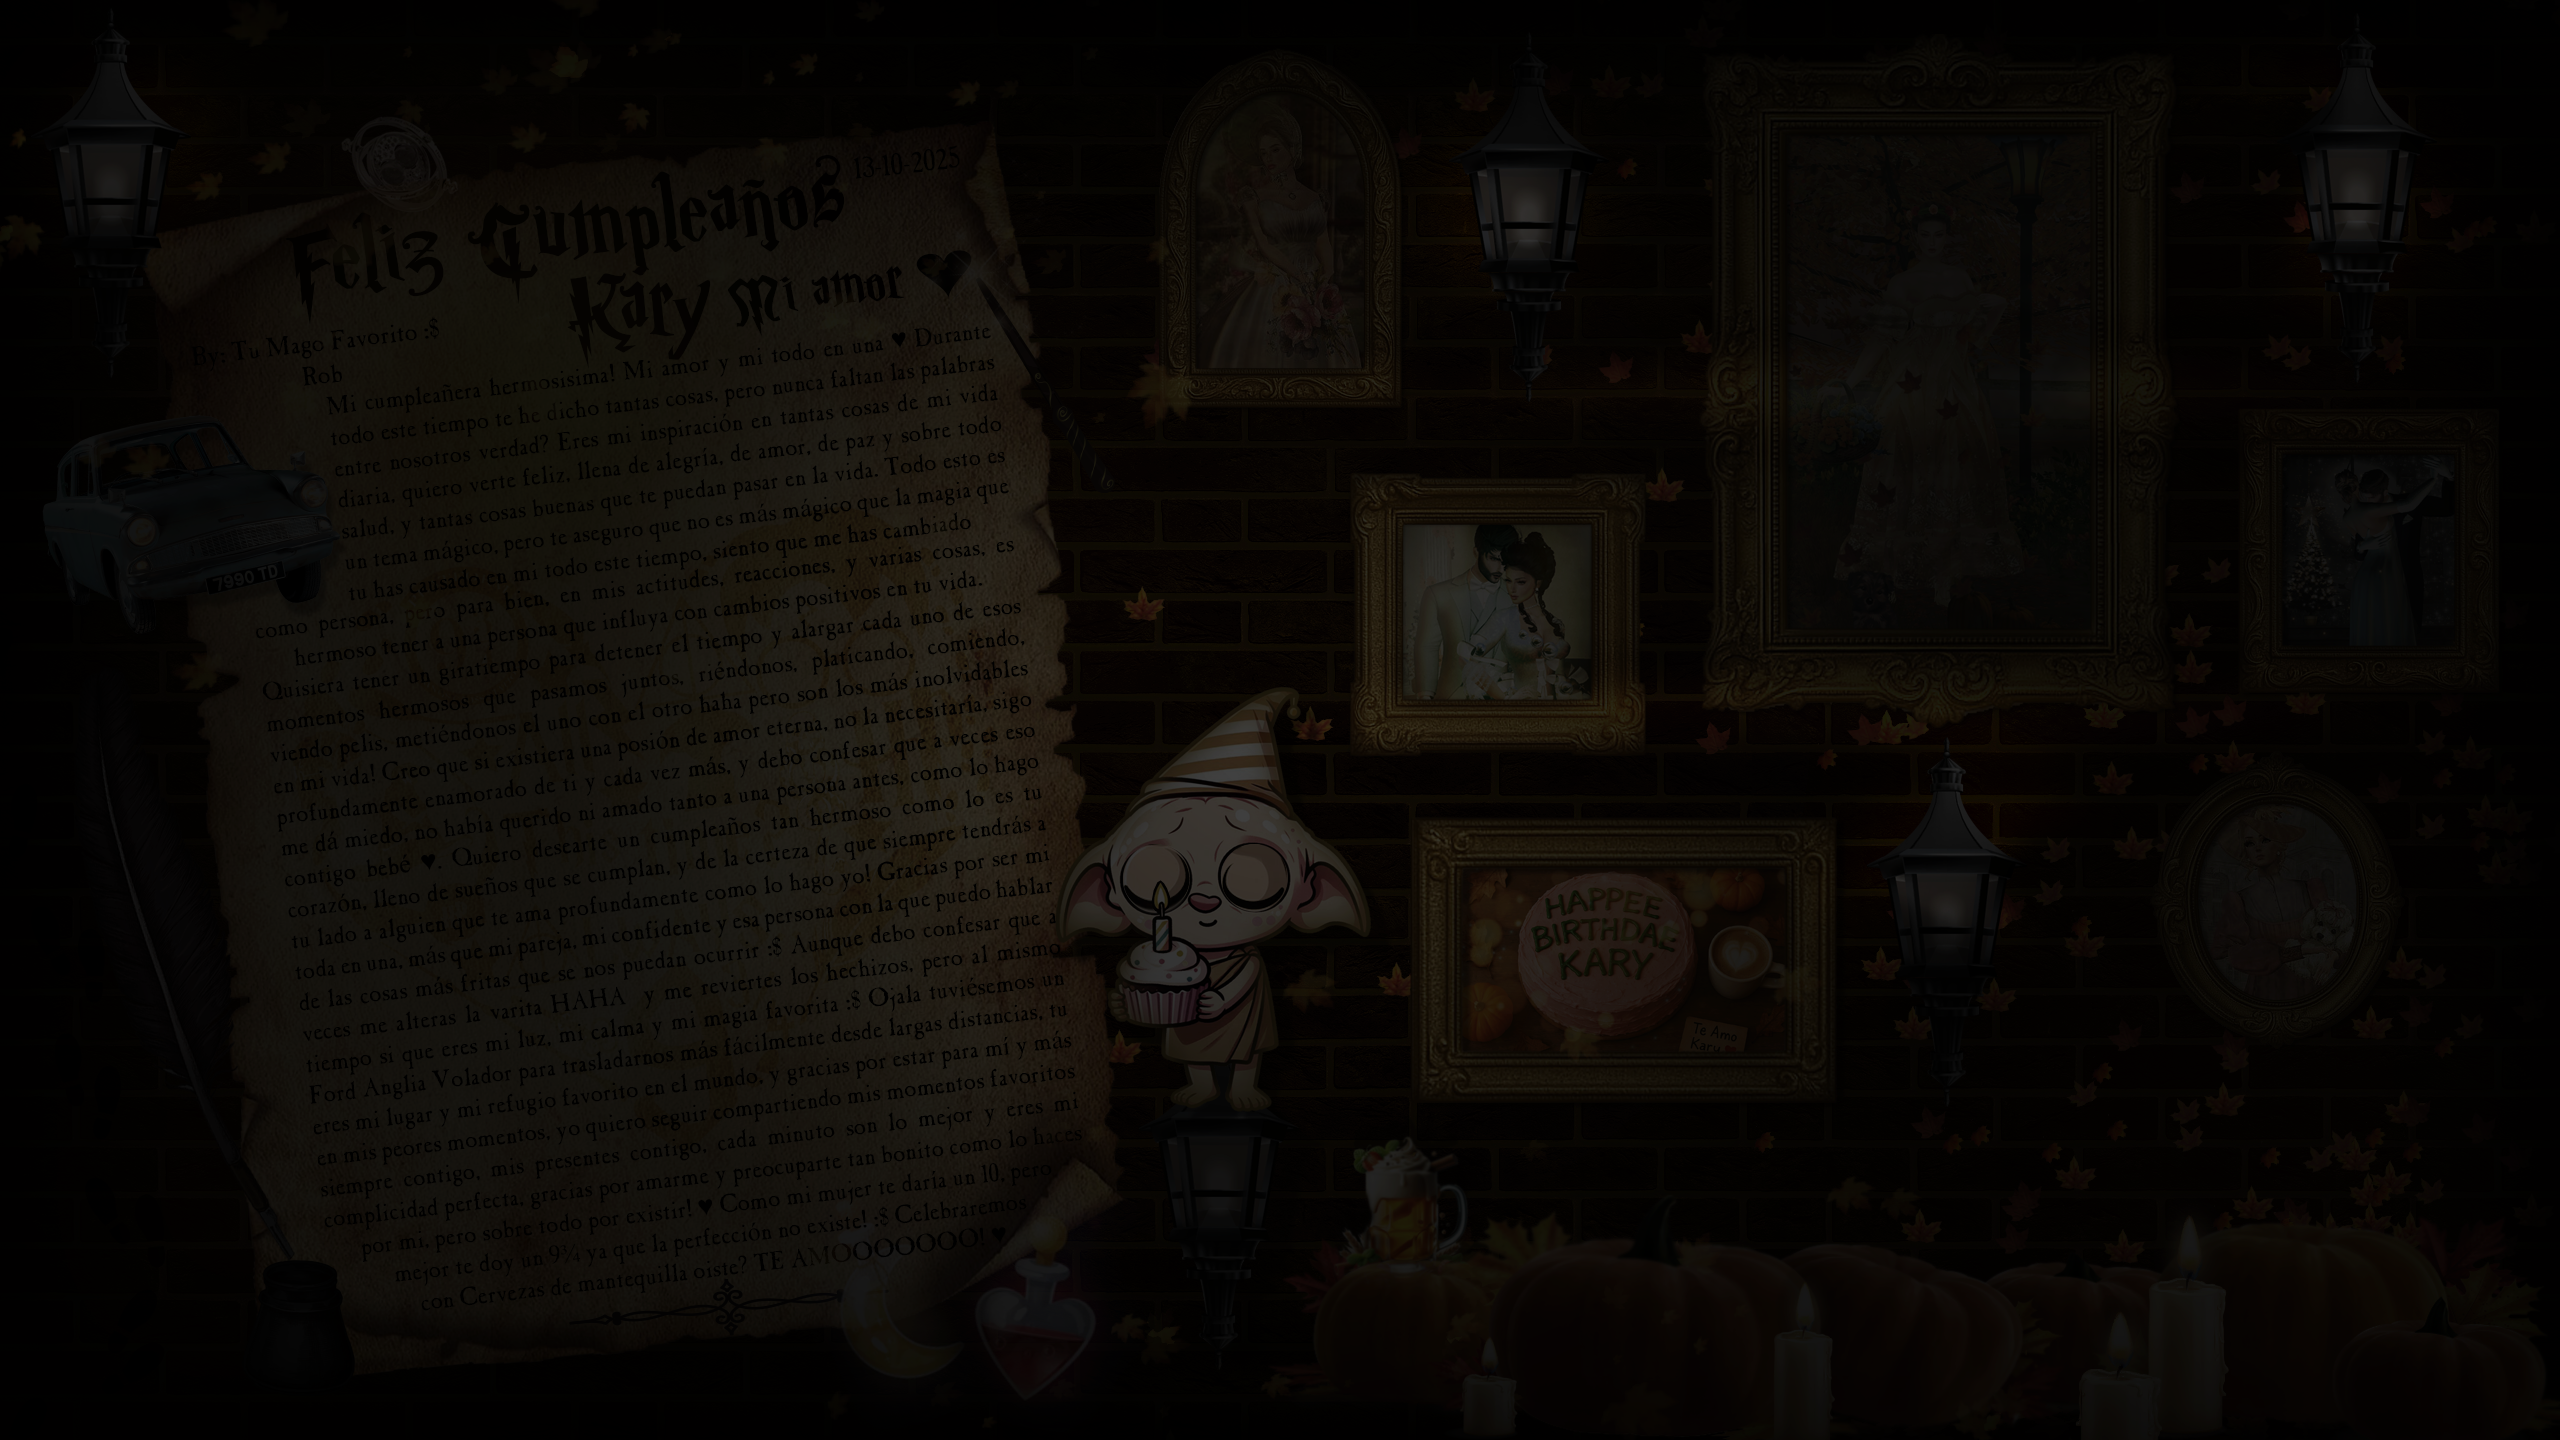 13-10-2025
Feliz Cumpleaños
Kary Mi amor ♥
By: Tu Mago Favorito :$
Rob
Mi cumpleañera hermosisima! Mi amor y mi todo en una ♥ Durante
todo este tiempo te he dicho tantas cosas, pero nunca faltan las palabras
entre nosotros verdad? Eres mi inspiración en tantas cosas de mi vida
diaria, quiero verte feliz, llena de alegría, de amor, de paz y sobre todo
salud, y tantas cosas buenas que te puedan pasar en la vida. Todo esto es
un tema mágico, pero te aseguro que no es más mágico que la magia que
tu has causado en mi todo este tiempo, siento que me has cambiado
como persona, pero para bien, en mis actitudes, reacciones, y varias cosas, es
hermoso tener a una persona que influya con cambios positivos en tu vida.
Quisiera tener un giratiempo para detener el tiempo y alargar cada uno de esos
momentos hermosos que pasamos juntos, riéndonos, platicando, comiendo,
viendo pelis, metiéndonos el uno con el otro haha pero son los más inolvidables
en mi vida! Creo que si existiera una posión de amor eterna, no la necesitaría, sigo
profundamente enamorado de ti y cada vez más, y debo confesar que a veces eso
me dá miedo, no había querido ni amado tanto a una persona antes, como lo hago
contigo bebé ♥. Quiero desearte un cumpleaños tan hermoso como lo es tu
corazón, lleno de sueños que se cumplan, y de la certeza de que siempre tendrás a
tu lado a alguien que te ama profundamente como lo hago yo! Gracias por ser mi
toda en una, más que mi pareja, mi confidente y esa persona con la que puedo hablar
de las cosas más fritas que se nos puedan ocurrir :$ Aunque debo confesar que a
veces me alteras la varita HAHA y me reviertes los hechizos, pero al mismo
tiempo si que eres mi luz, mi calma y mi magia favorita :$ Ojala tuviésemos un
Ford Anglia Volador para trasladarnos más fácilmente desde largas distancias, tu
eres mi lugar y mi refugio favorito en el mundo, y gracias por estar para mí y más
en mis peores momentos, yo quiero seguir compartiendo mis momentos favoritos
siempre contigo, mis presentes contigo, cada minuto son lo mejor y eres mi
complicidad perfecta, gracias por amarme y preocuparte tan bonito como lo haces
por mi, pero sobre todo por existir! ♥ Como mi mujer te daría un 10, pero
mejor te doy un 9¾ ya que la perfección no existe! :$ Celebraremos
con Cervezas de mantequilla oiste? TE AMOOOOOOO! ♥
7990 TD
HAPPEE
BIRTHDAE
KARY
Te Amo
Kary